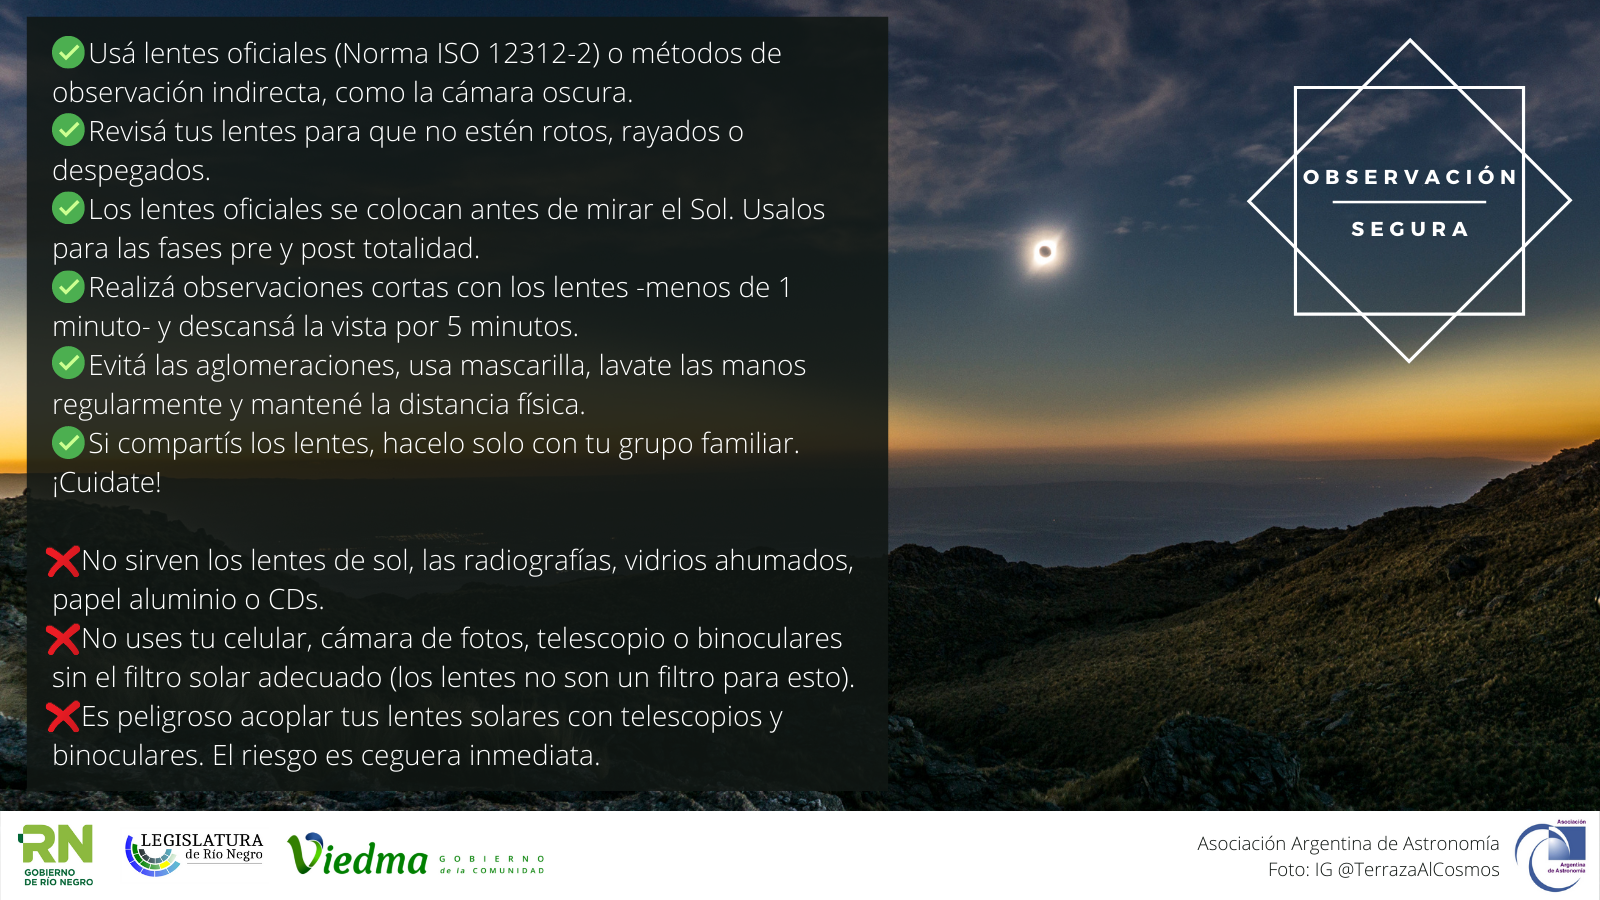 ✅Usá lentes oficiales (Norma ISO 12312-2) o métodos de
observación indirecta, como la cámara oscura.
✅Revisá tus lentes para que no estén rotos, rayados o
despegados.
✅Los lentes oficiales se colocan antes de mirar el Sol. Usalos
para las fases pre y post totalidad.
✅Realizá observaciones cortas con los lentes -menos de 1
minuto- y descansá la vista por 5 minutos.
✅Evitá las aglomeraciones, usa mascarilla, lavate las manos
regularmente y mantené la distancia física.
✅Si compartís los lentes, hacelo solo con tu grupo familiar.
¡Cuidate!
❌No sirven los lentes de sol, las radiografías, vidrios ahumados,
papel aluminio o CDs.
❌No uses tu celular, cámara de fotos, telescopio o binoculares
sin el filtro solar adecuado (los lentes no son un filtro para esto).
❌Es peligroso acoplar tus lentes solares con telescopios y
binoculares. El riesgo es ceguera inmediata.
OBSERVACIÓN
SEGURA
RN
GOBIERNO
DE RÍO NEGRO
LEGISLATURA
de Río Negro
Viedma
GOBIERNO
de la COMUNIDAD
Asociación Argentina de Astronomía
Foto: IG @TerrazaAlCosmos
Asociación
Argentina
de Astronomía